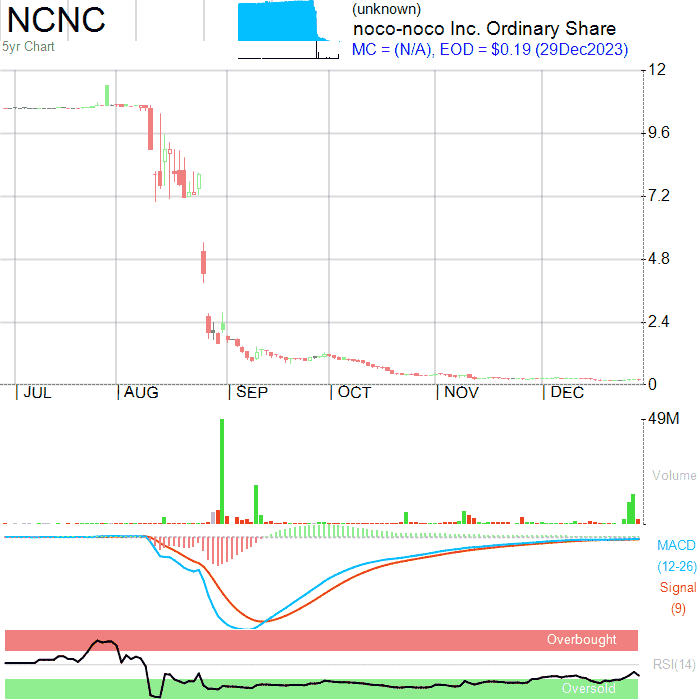 NCNC
5yr Chart
(unknown)
noco-noco Inc. Ordinary Share
MC = (N/A), EOD = $0.19 (29Dec2023)
12
9.6
7.2
4.8
2.4
0
JUL AUG SEP OCT NOV DEC
49M
Volume
MACD
(12-26)
Signal
(9)
Overbought
RSI(14)
Oversold